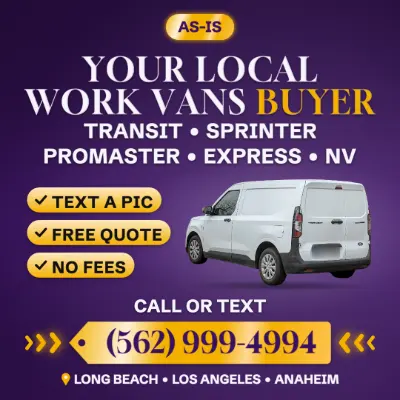 AS-IS
YOUR LOCAL
WORK VANS BUYER
TRANSIT • SPRINTER
PROMASTER • EXPRESS • NV
✓ TEXT A PIC
✓ FREE QUOTE
✓ NO FEES
CALL OR TEXT
(562) 999-4994
LONG BEACH • LOS ANGELES • ANAHEIM